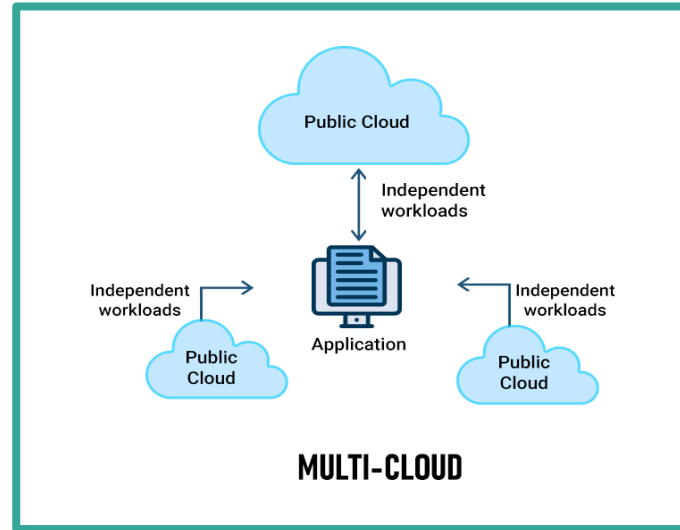 Public Cloud
Independent
workloads
Independent
workloads
Public
Cloud
Application
Independent
workloads
Public
Cloud
MULTI-CLOUD